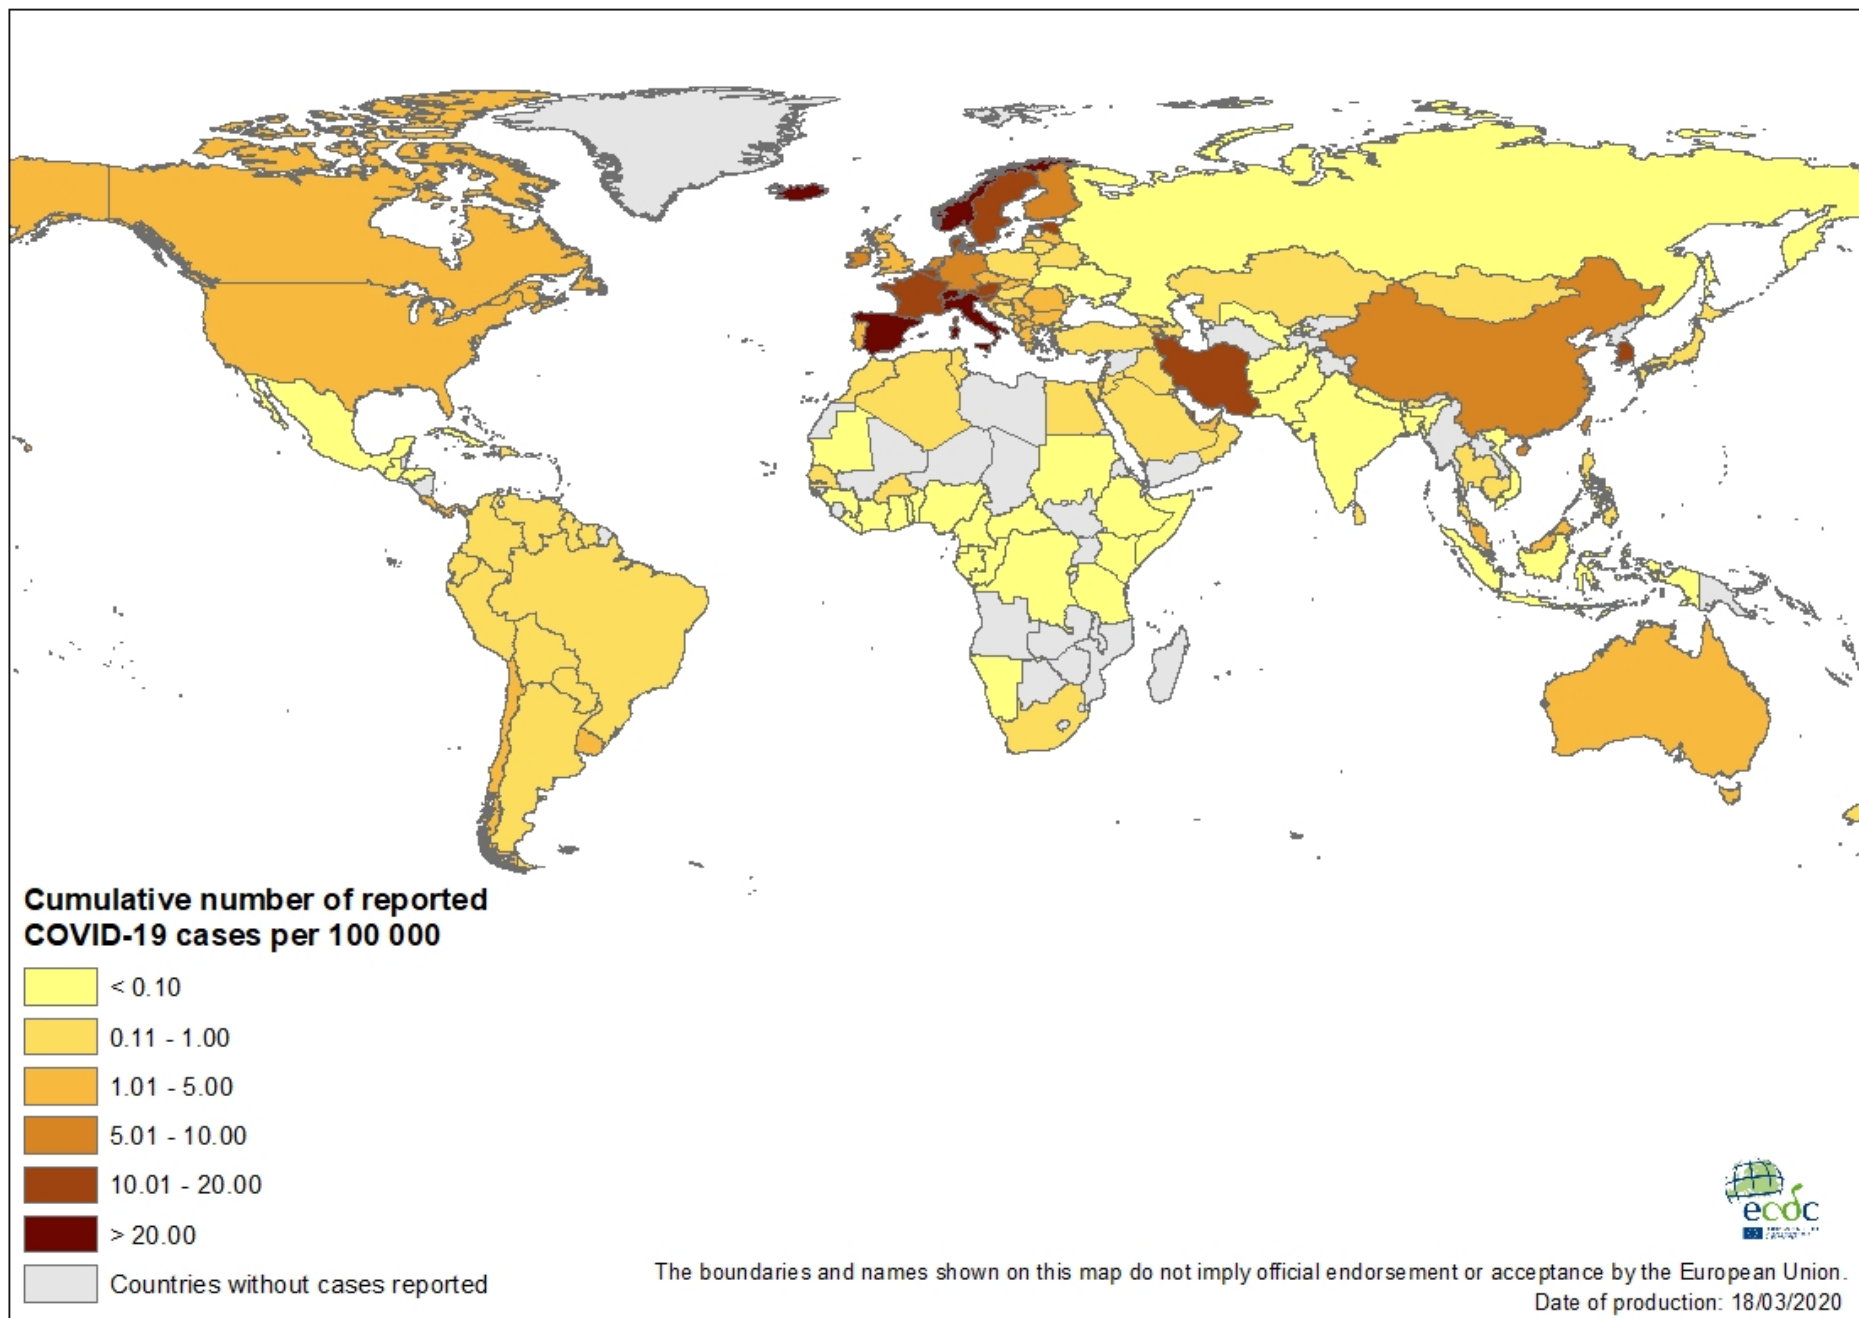 Cumulative number of reported
COVID-19 cases per 100 000
< 0.10
0.11 - 1.00
1.01 - 5.00
5.01 - 10.00
10.01 - 20.00
> 20.00
Countries without cases reported
ecdc
The boundaries and names shown on this map do not imply official endorsement or acceptance by the European Union.
Date of production: 18/03/2020